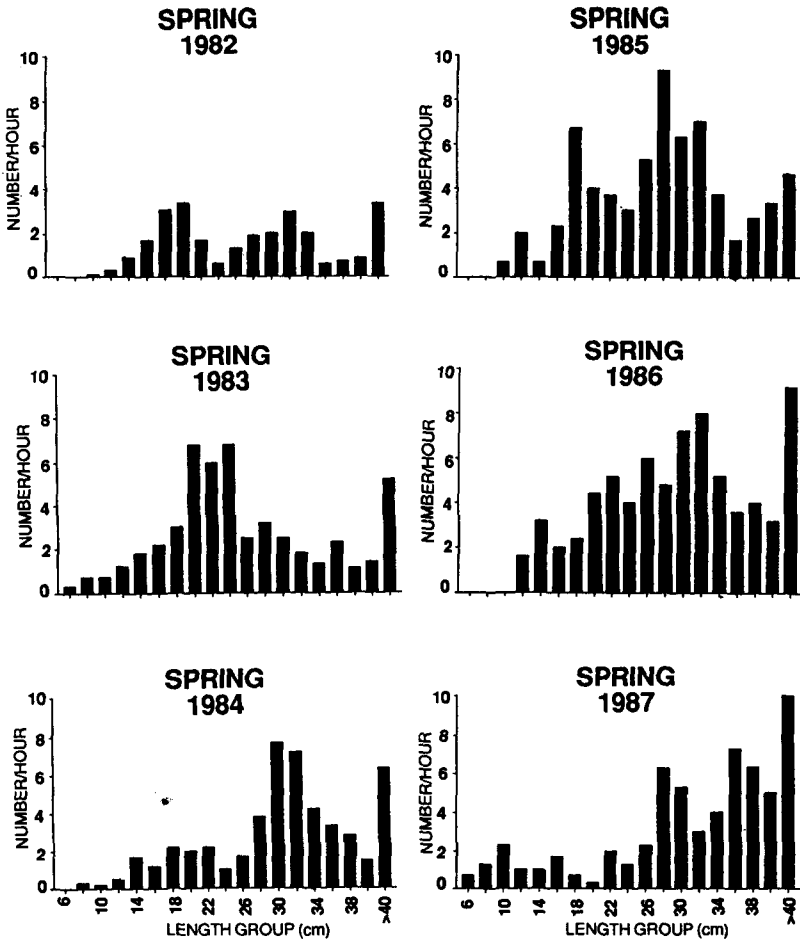 SPRING
1982
NUMBER/HOUR
10
8
6
4
2
0
SPRING
1985
NUMBER/HOUR
10
8
6
4
2
0
SPRING
1983
NUMBER/HOUR
10
8
6
4
2
0
SPRING
1986
NUMBER/HOUR
10
8
6
4
2
0
SPRING
1984
NUMBER/HOUR
10
8
6
4
2
0
6 10 14 18 22 26 30 34 38 >40
LENGTH GROUP (cm)
SPRING
1987
NUMBER/HOUR
10
8
6
4
2
0
6 10 14 18 22 26 30 34 38 >40
LENGTH GROUP (cm)